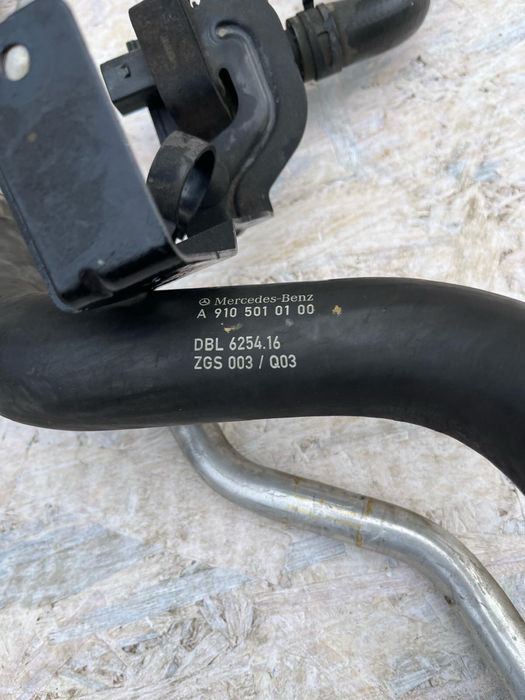 Mercedes-Benz
A 910 501 01 00
DBL 6254.16
ZGS 003 / Q03